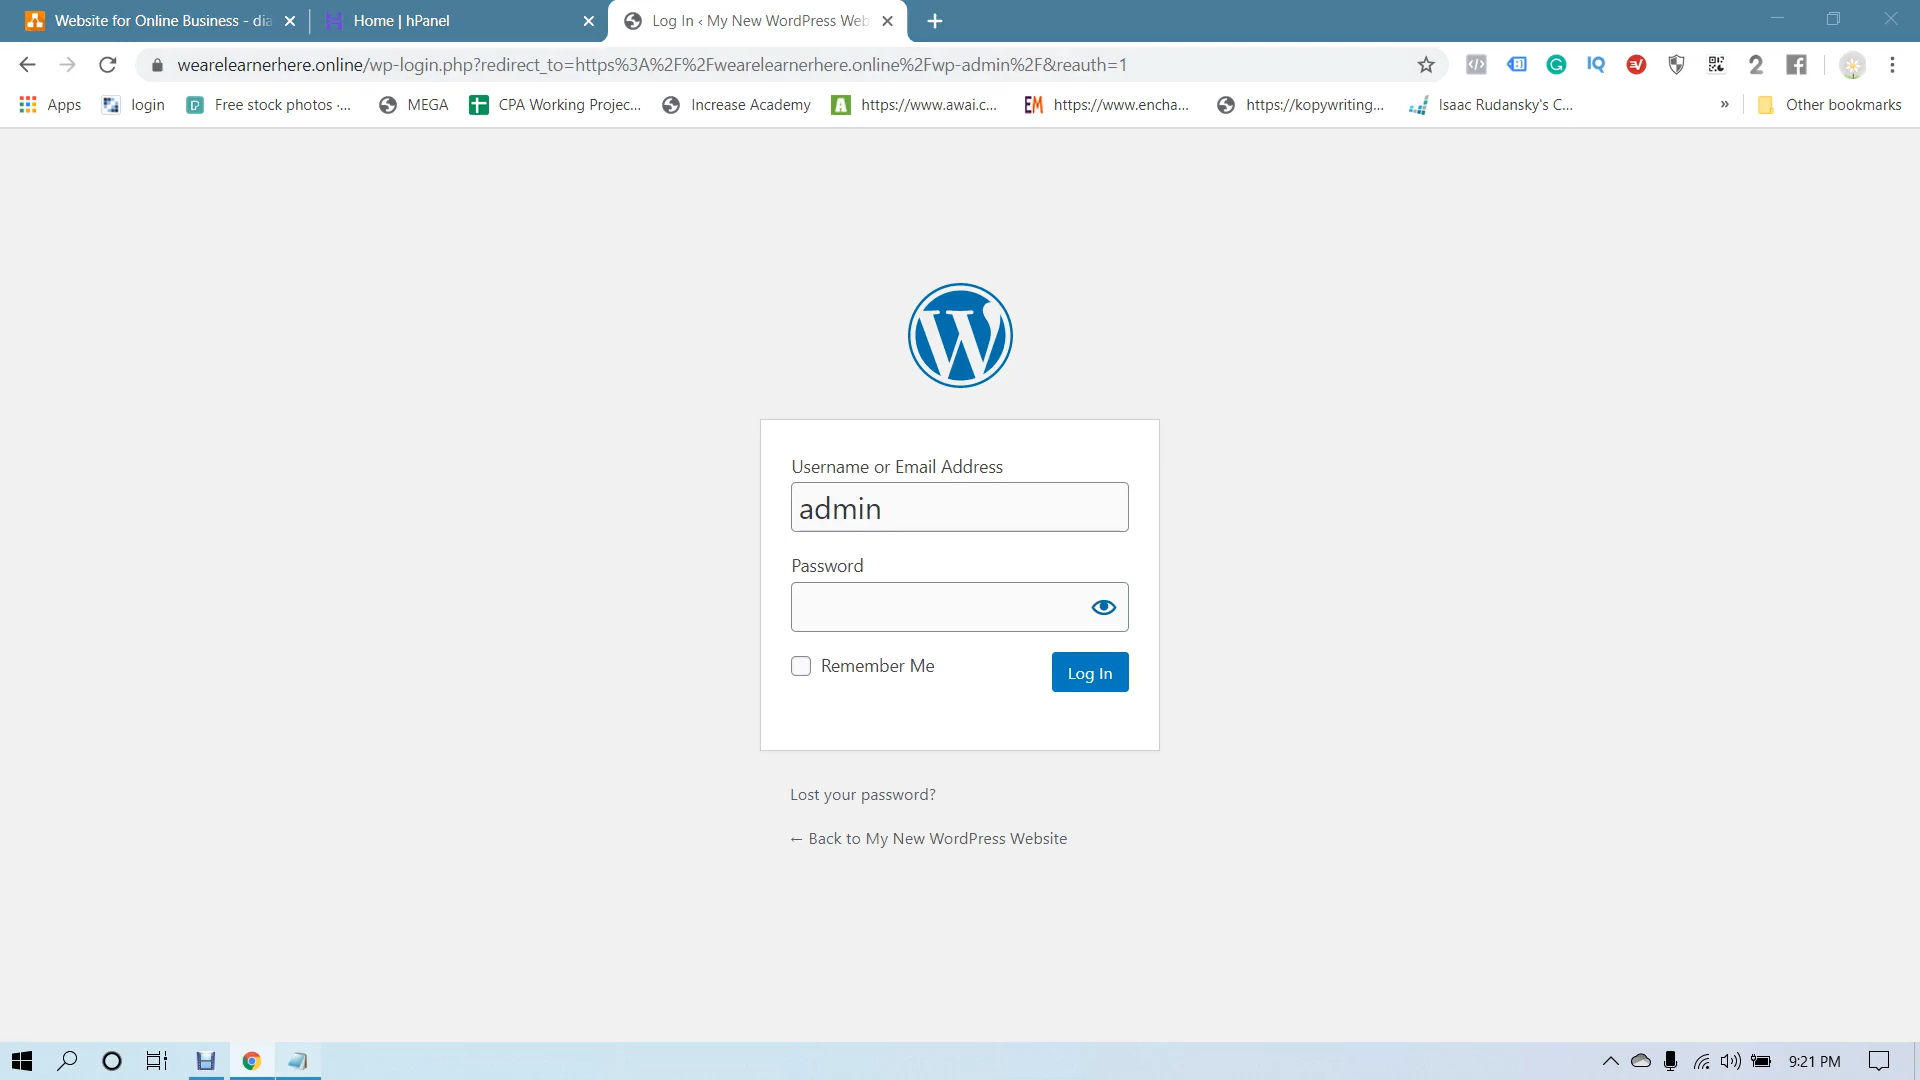 Website for Online Business - dia
Home | hPanel
Log In ‹ My New WordPress Web
wearelearnerhere.online/wp-login.php?redirect_to=https%3A%2F%2Fwearelearnerhere.online%2Fwp-admin%2F&reauth=1
Apps
login
Free stock photos ·...
MEGA
CPA Working Projec...
Increase Academy
https://www.awai.c...
https://www.encha...
https://kopywriting...
Isaac Rudansky's C...
»
Other bookmarks
Username or Email Address
admin
Password
Remember Me
Log In
Lost your password?
← Back to My New WordPress Website
9:21 PM